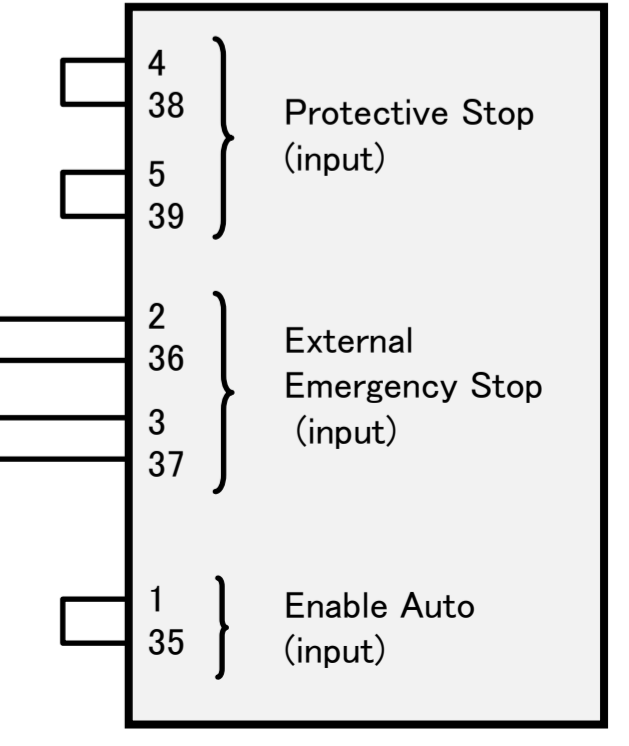 4
38
Protective Stop
(input)
5
39
2
36
External
Emergency Stop
(input)
3
37
1
35
Enable Auto
(input)